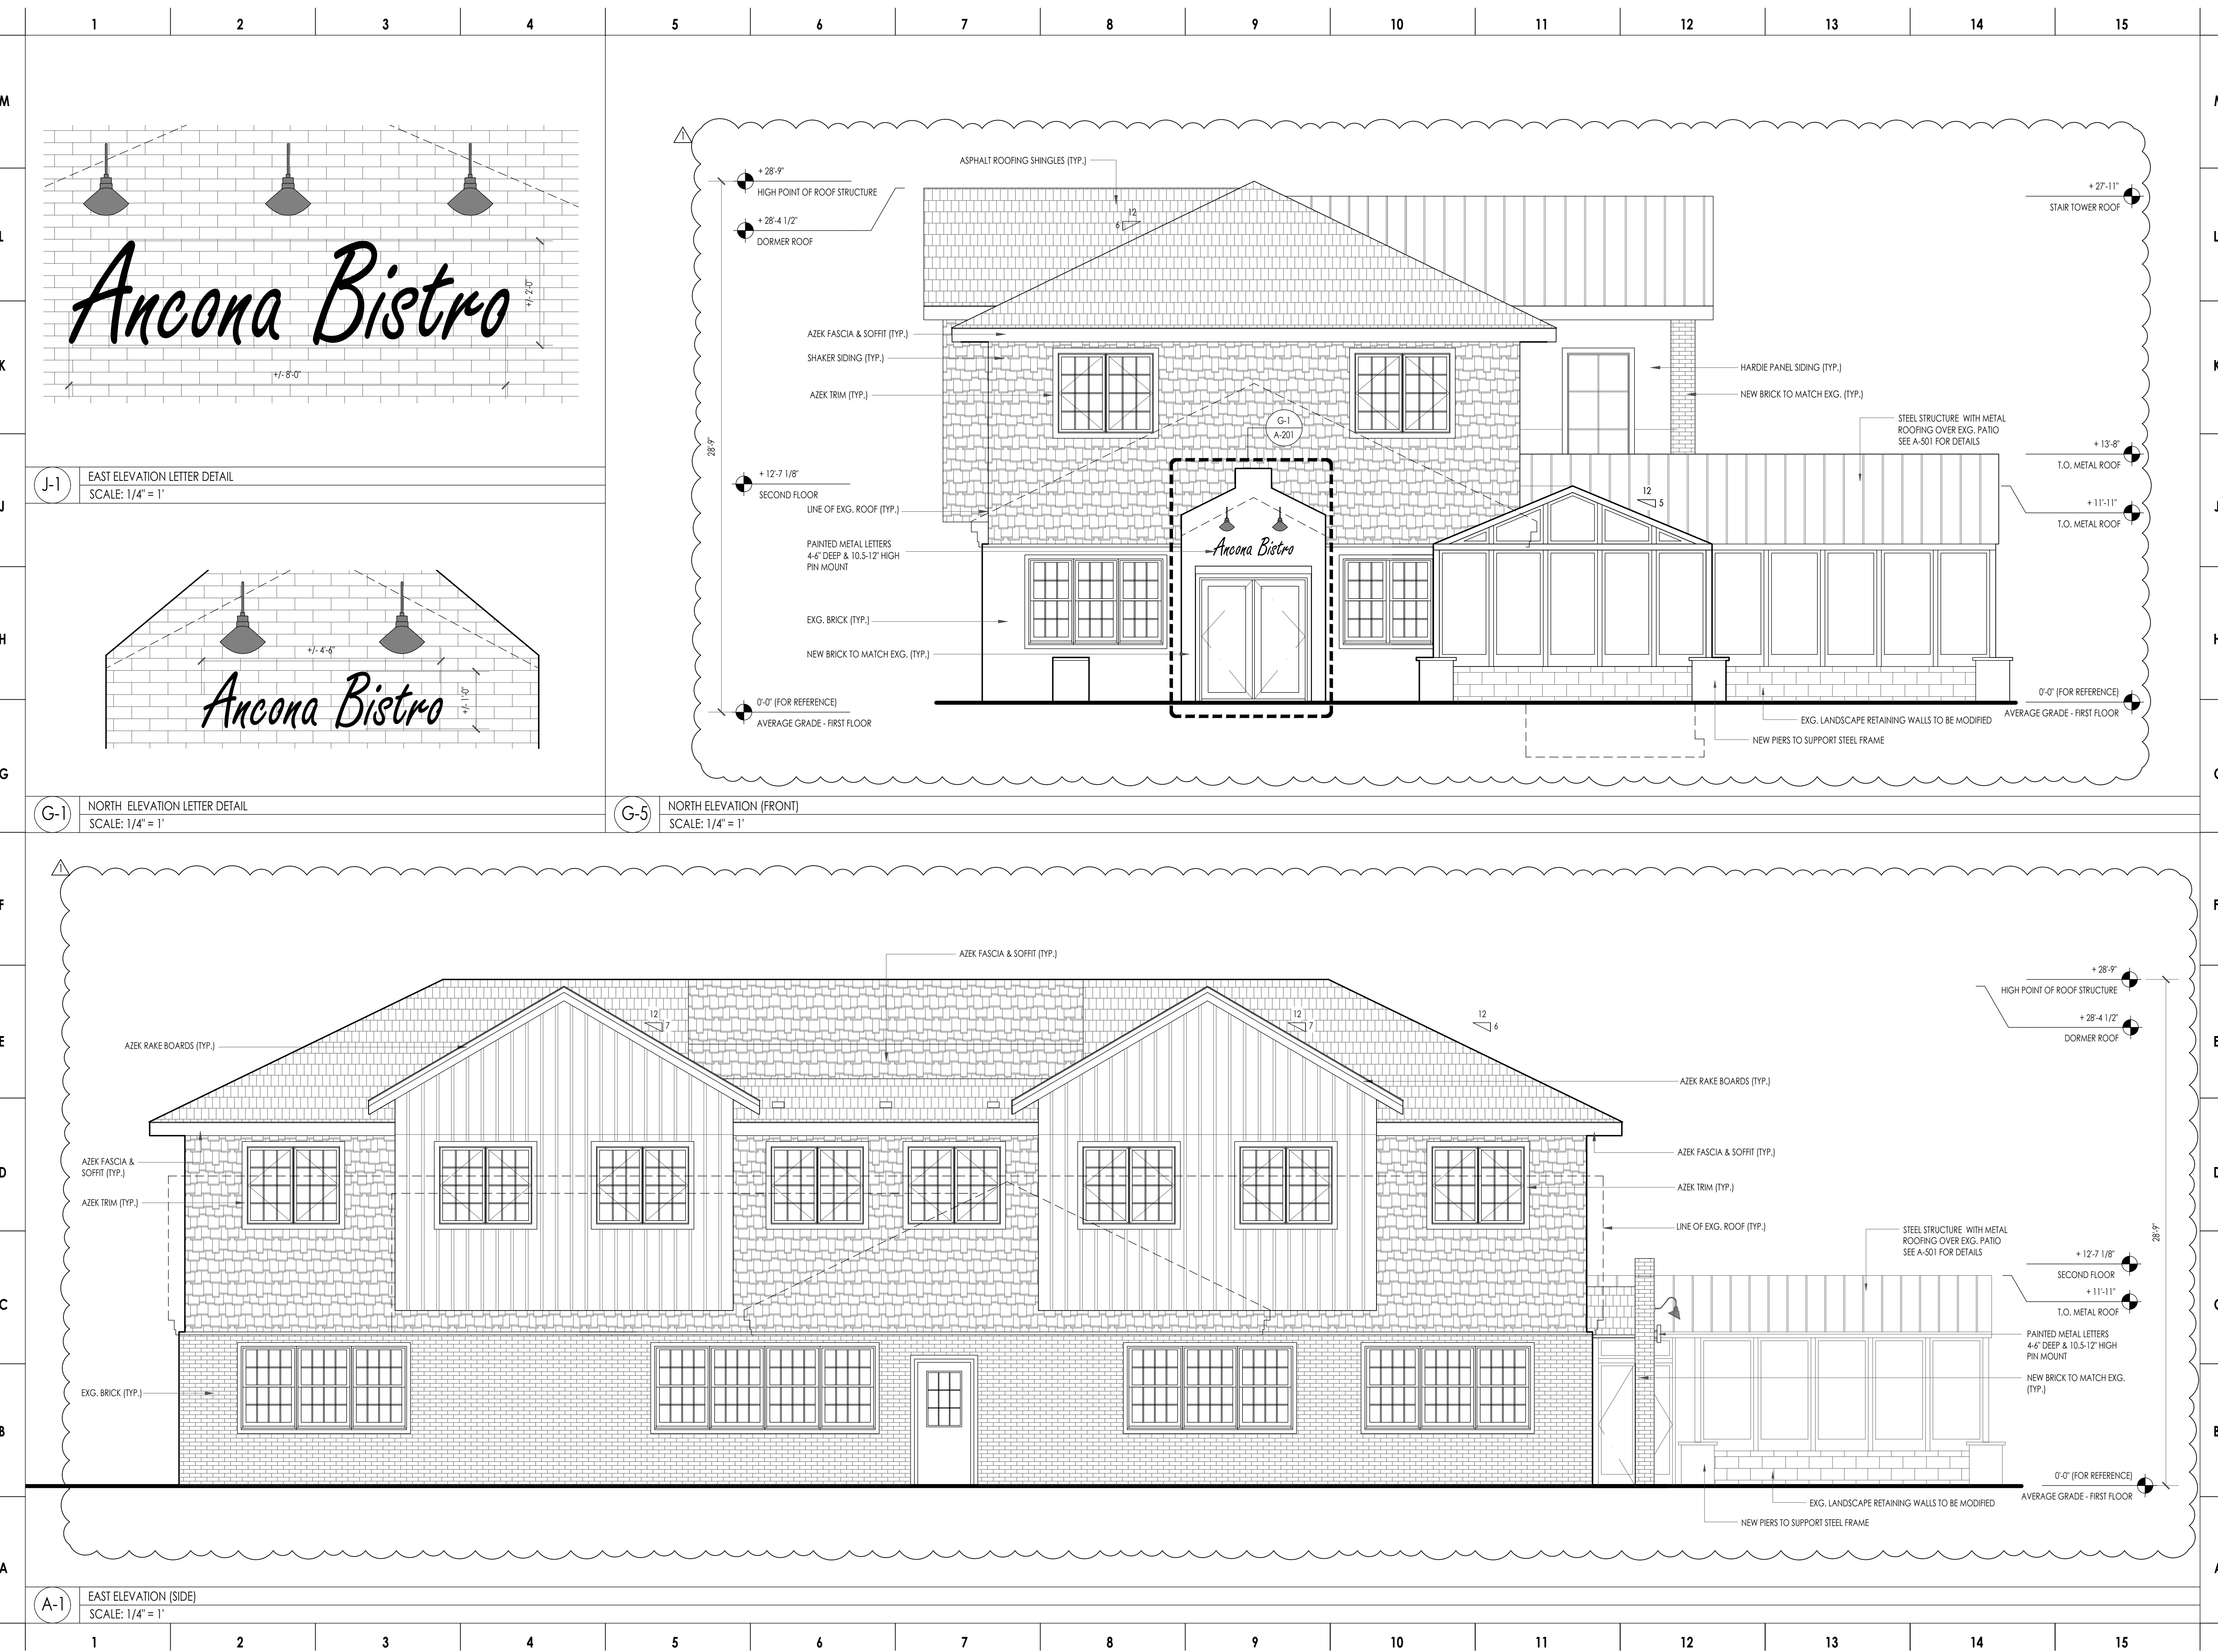 1 2 3 4 5 6 7 8 9 10 11 12 13 14 15
M
L
K
J
H
G
F
E
D
C
B
A
Ancona Bistro
+/- 2'-0"
+/- 8'-0"
J-1
EAST ELEVATION LETTER DETAIL
SCALE: 1/4" = 1'
+/- 4'-6"
Ancona Bistro
+/- 1'-0"
G-1
NORTH ELEVATION LETTER DETAIL
SCALE: 1/4" = 1'
1
+ 28'-9"
HIGH POINT OF ROOF STRUCTURE
+ 28'-4 1/2"
DORMER ROOF
28'-9"
+ 12'-7 1/8"
SECOND FLOOR
0'-0" (FOR REFERENCE)
AVERAGE GRADE - FIRST FLOOR
ASPHALT ROOFING SHINGLES (TYP.)
12
6
AZEK FASCIA & SOFFIT (TYP.)
SHAKER SIDING (TYP.)
AZEK TRIM (TYP.)
LINE OF EXG. ROOF (TYP.)
PAINTED METAL LETTERS
4-6" DEEP & 10.5-12" HIGH
PIN MOUNT
EXG. BRICK (TYP.)
NEW BRICK TO MATCH EXG. (TYP.)
G-1
A-201
Ancona Bistro
12
5
HARDIE PANEL SIDING (TYP.)
NEW BRICK TO MATCH EXG. (TYP.)
STEEL STRUCTURE WITH METAL
ROOFING OVER EXG. PATIO
SEE A-501 FOR DETAILS
+ 27'-11"
STAIR TOWER ROOF
+ 13'-8"
T.O. METAL ROOF
+ 11'-11"
T.O. METAL ROOF
0'-0" (FOR REFERENCE)
AVERAGE GRADE - FIRST FLOOR
EXG. LANDSCAPE RETAINING WALLS TO BE MODIFIED
NEW PIERS TO SUPPORT STEEL FRAME
G-5
NORTH ELEVATION (FRONT)
SCALE: 1/4" = 1'
1
AZEK FASCIA & SOFFIT (TYP.)
AZEK RAKE BOARDS (TYP.)
12
7
12
7
12
6
AZEK FASCIA &
SOFFIT (TYP.)
AZEK TRIM (TYP.)
EXG. BRICK (TYP.)
AZEK RAKE BOARDS (TYP.)
AZEK FASCIA & SOFFIT (TYP.)
AZEK TRIM (TYP.)
LINE OF EXG. ROOF (TYP.)
STEEL STRUCTURE WITH METAL
ROOFING OVER EXG. PATIO
SEE A-501 FOR DETAILS
+ 28'-9"
HIGH POINT OF ROOF STRUCTURE
+ 28'-4 1/2"
DORMER ROOF
28'-9"
+ 12'-7 1/8"
SECOND FLOOR
+ 11'-11"
T.O. METAL ROOF
PAINTED METAL LETTERS
4-6" DEEP & 10.5-12" HIGH
PIN MOUNT
NEW BRICK TO MATCH EXG.
(TYP.)
0'-0" (FOR REFERENCE)
AVERAGE GRADE - FIRST FLOOR
EXG. LANDSCAPE RETAINING WALLS TO BE MODIFIED
NEW PIERS TO SUPPORT STEEL FRAME
A-1
EAST ELEVATION (SIDE)
SCALE: 1/4" = 1'
1 2 3 4 5 6 7 8 9 10 11 12 13 14 15